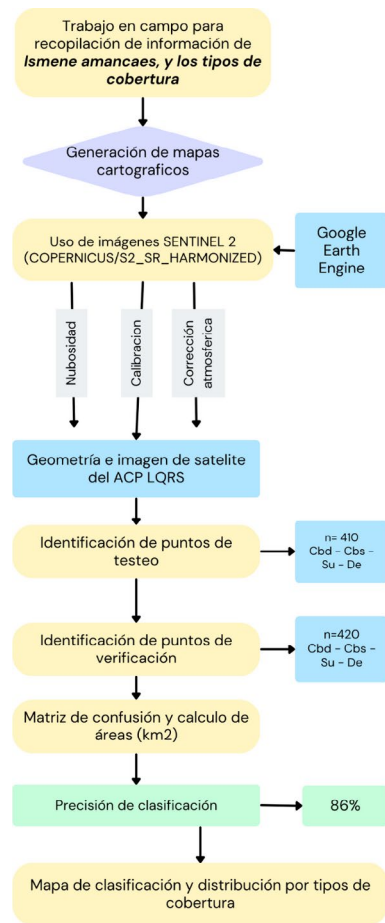 Trabajo en campo para
recopilación de información de
Ismene amancaes, y los tipos de
cobertura
Generación de mapas
cartograficos
Uso de imágenes SENTINEL 2
(COPERNICUS/S2_SR_HARMONIZED)
Google
Earth
Engine
Nubosidad
Calibracion
Corrección
atmosferica
Geometría e imagen de satelite
del ACP LQRS
Identificación de puntos de
testeo
n= 410
Cbd - Cbs -
Su - De
Identificación de puntos de
verificación
n=420
Cbd - Cbs -
Su - De
Matriz de confusión y calculo de
áreas (km2)
Precisión de clasificación
86%
Mapa de clasificación y distribución por tipos de
cobertura